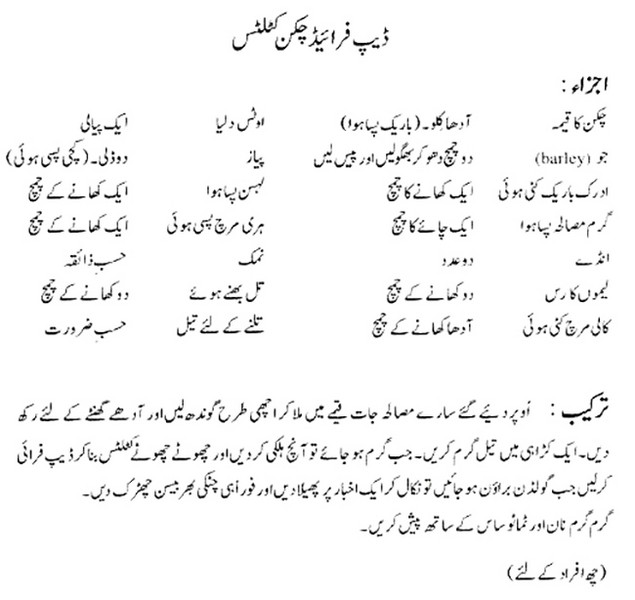 ڈیپ فرائیڈ چکن کٹلٹس
اجزاء :
چکن کا قیمہ آدھا کلو۔ (باریک پسا ہوا) اوٹس دلیا ایک پیالی
جو (barley) دو چمچ دھو کر بھگولیں اور پیس لیں پیاز دو ڈلی۔ (کچی پسی ہوئی)
ادرک باریک کٹی ہوئی ایک کھانے کا چمچ لہسن پسا ہوا ایک کھانے کے چمچ
گرم مصالحہ پسا ہوا ایک چائے کا چمچ ہری مرچ پسی ہوئی ایک کھانے کے چمچ
انڈے دو عدد نمک حسبِ ذائقہ
لیموں کا رس دو کھانے کے چمچ تل بھنے ہوئے دو کھانے کے چمچ
کالی مرچ کٹی ہوئی آدھا کھانے کے چمچ تلنے کے لئے تیل حسبِ ضرورت
ترکیب : اُوپر دئیے گئے سارے مصالحہ جات قیمے میں ملا کر اچھی طرح گوندھ لیں اور آدھے گھنٹے کے لئے رکھ
دیں۔ ایک کڑاہی میں تیل گرم کریں۔ جب گرم ہو جائے تو آنچ ہلکی کر دیں اور چھوٹے چھوٹے کٹلٹس بنا کر ڈیپ فرائی
کرلیں جب گولڈن براؤن ہو جائیں تو نکال کر ایک اخبار پر پھیلا دیں اور فوراً ہی چٹکی بھر بیسن چھڑک دیں۔
گرم گرم نان اور ٹماٹو ساس کے ساتھ پیش کریں۔
(چھ افراد کے لئے)